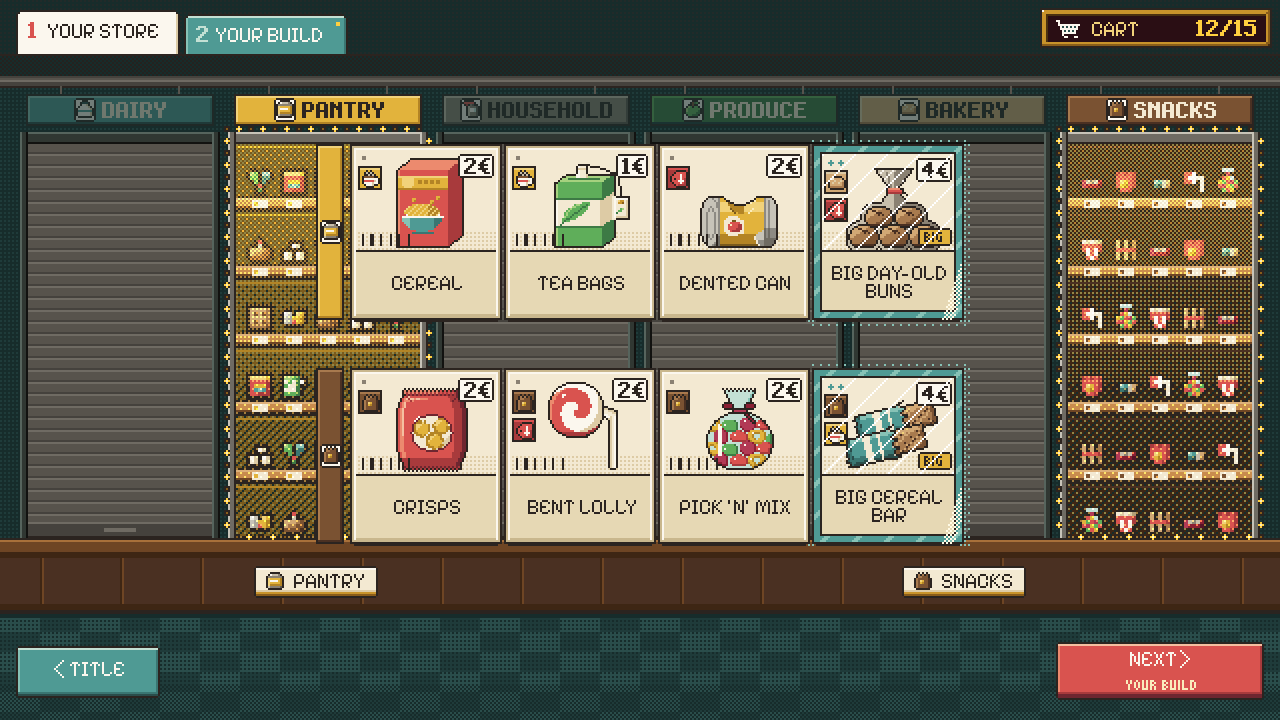 1 YOUR STORE
2 YOUR BUILD
CART 12/15
DAIRY
PANTRY
HOUSEHOLD
PRODUCE
BAKERY
SNACKS
2€
CEREAL
1€
TEA BAGS
2€
DENTED CAN
4€
BIG
BIG DAY-OLD
BUNS
2€
CRISPS
2€
BENT LOLLY
2€
PICK 'N' MIX
4€
BIG
BIG CEREAL
BAR
PANTRY
SNACKS
<TITLE
NEXT>
YOUR BUILD